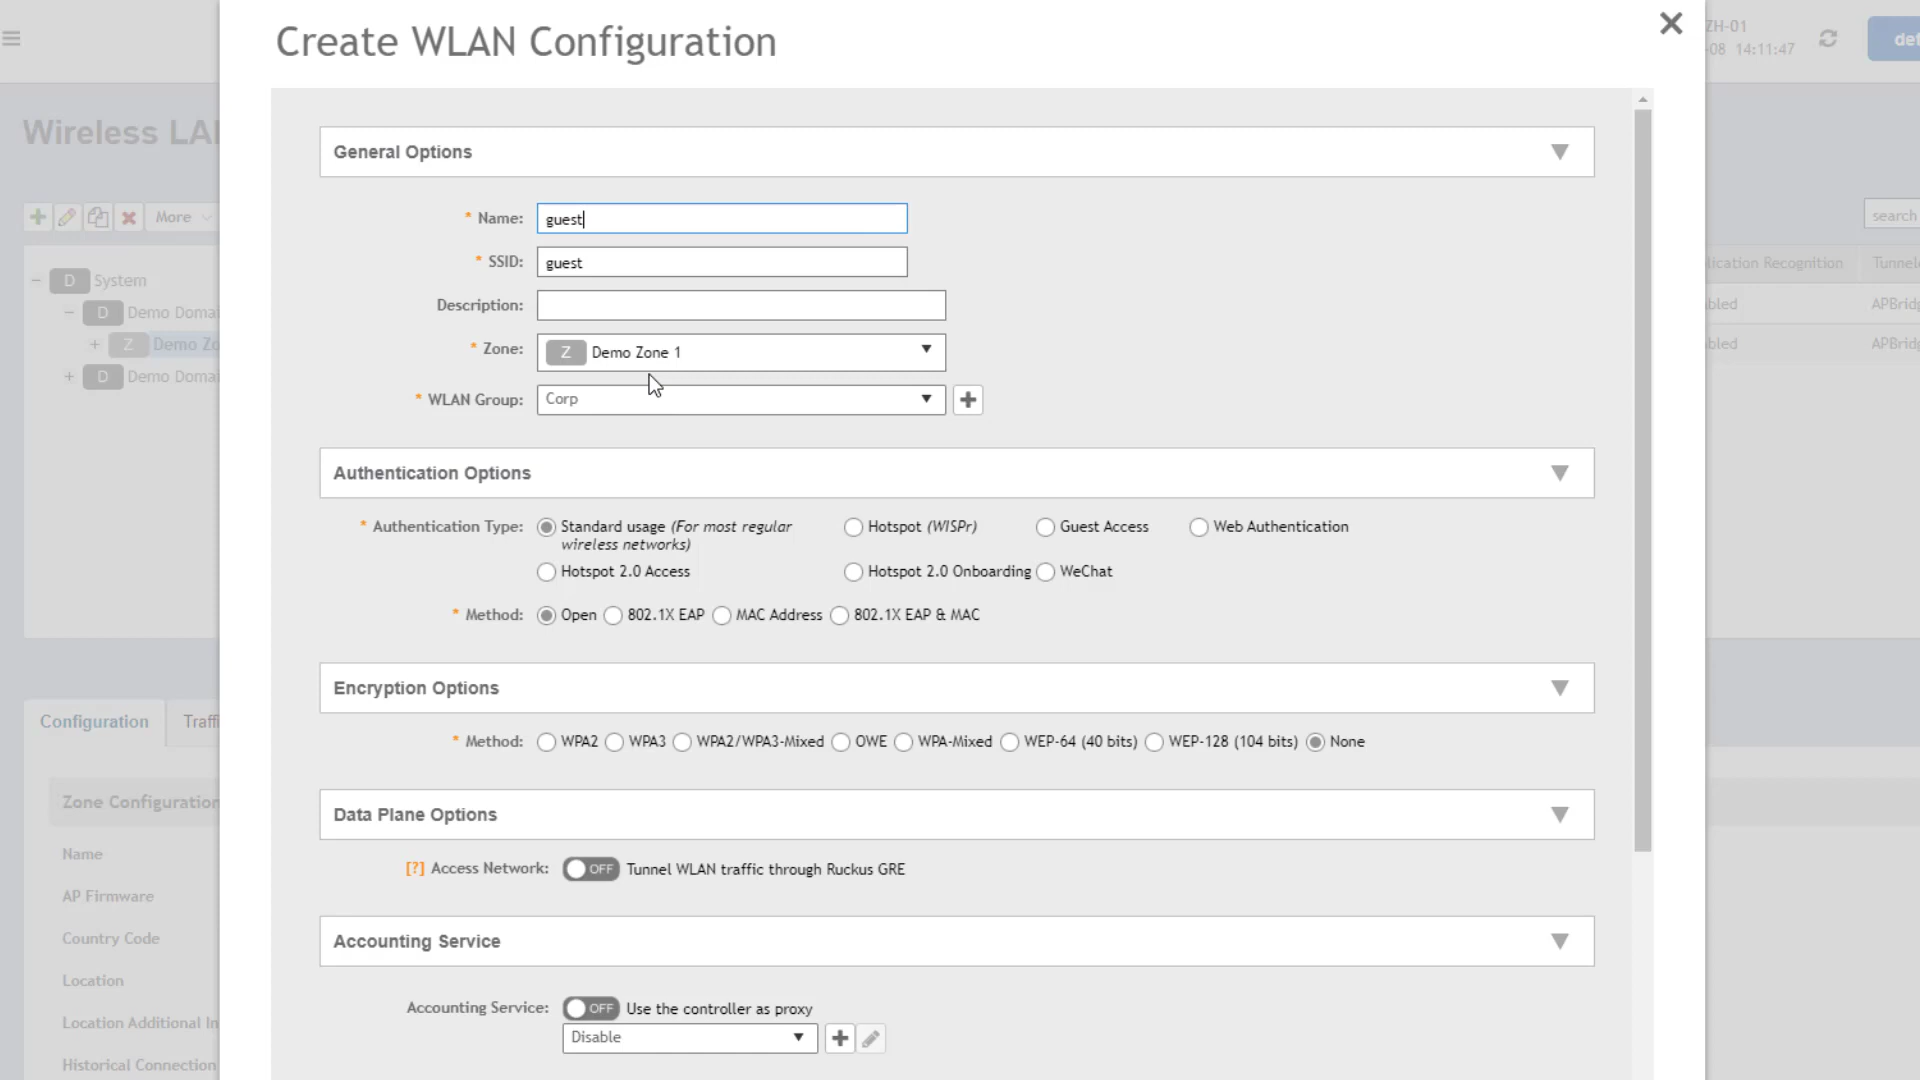 Create WLAN Configuration
ZH-01
-08 14:11:47
Wireless LA
More
search
System
Demo Domai
Z
Demo Zo
D
Demo Domai
D
D
lication Recognition
Tunnel
bled
APBridg
bled
APBridg
General Options
* Name:
guest
* SSID:
guest
Description:
* Zone:
Z
Demo Zone 1
* WLAN Group:
Corp
Authentication Options
* Authentication Type:
Standard usage (For most regular
wireless networks)
Hotspot (WISPr)
Guest Access
Web Authentication
Hotspot 2.0 Access
Hotspot 2.0 Onboarding
WeChat
* Method:
Open
802.1X EAP
MAC Address
802.1X EAP & MAC
Encryption Options
* Method:
WPA2
WPA3
WPA2/WPA3-Mixed
OWE
WPA-Mixed
WEP-64 (40 bits)
WEP-128 (104 bits)
None
Data Plane Options
[?] Access Network:
OFF
Tunnel WLAN traffic through Ruckus GRE
Accounting Service
Accounting Service:
OFF
Use the controller as proxy
Disable
Configuration
Traffi
Zone Configuration
Name
AP Firmware
Country Code
Location
Location Additional In
Historical Connection